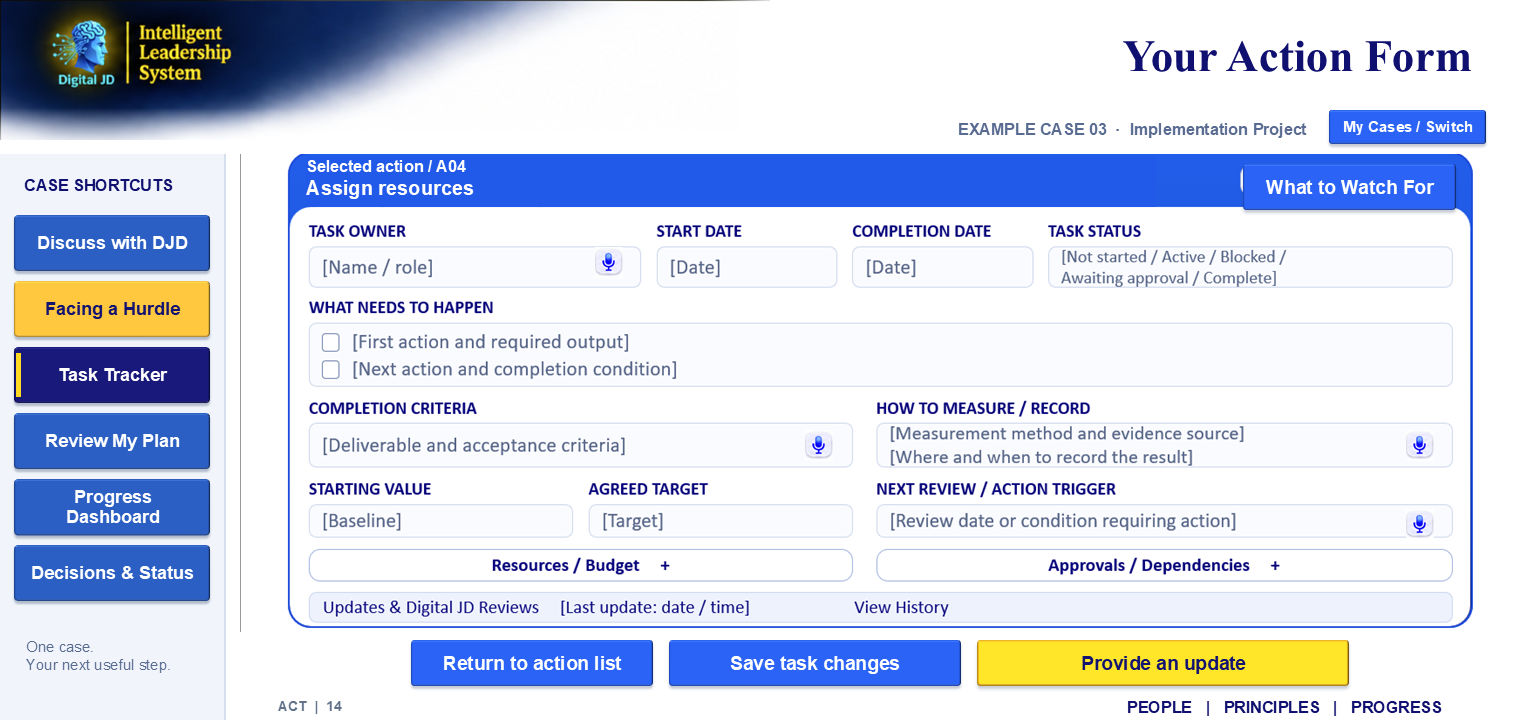 Digital JD
Intelligent
Leadership
System
Your Action Form
EXAMPLE CASE 03 · Implementation Project
My Cases / Switch
CASE SHORTCUTS
Discuss with DJD
Facing a Hurdle
Task Tracker
Review My Plan
Progress
Dashboard
Decisions & Status
One case.
Your next useful step.
Selected action / A04
Assign resources
What to Watch For
TASK OWNER
[Name / role]
START DATE
[Date]
COMPLETION DATE
[Date]
TASK STATUS
[Not started / Active / Blocked /
Awaiting approval / Complete]
WHAT NEEDS TO HAPPEN
[First action and required output]
[Next action and completion condition]
COMPLETION CRITERIA
[Deliverable and acceptance criteria]
HOW TO MEASURE / RECORD
[Measurement method and evidence source]
[Where and when to record the result]
STARTING VALUE
[Baseline]
AGREED TARGET
[Target]
NEXT REVIEW / ACTION TRIGGER
[Review date or condition requiring action]
Resources / Budget +
Approvals / Dependencies +
Updates & Digital JD Reviews [Last update: date / time] View History
Return to action list
Save task changes
Provide an update
ACT | 14
PEOPLE | PRINCIPLES | PROGRESS